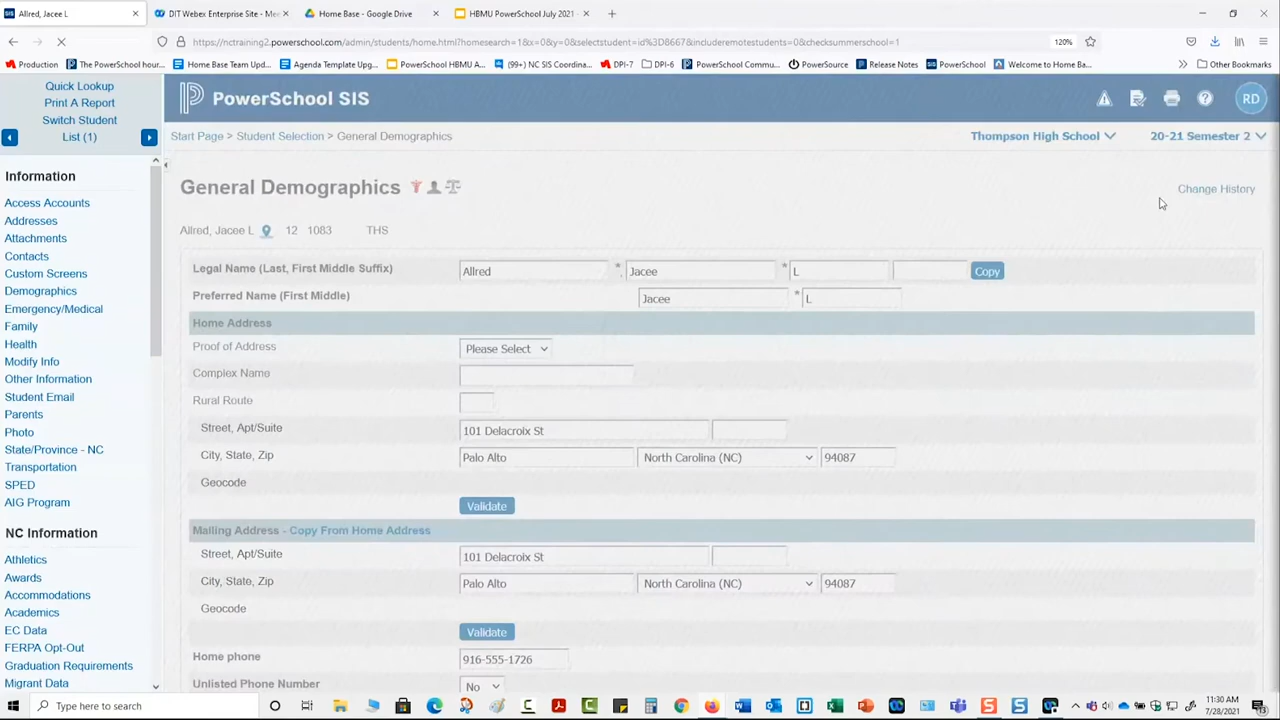 Allred, Jacee L
DIT Webex Enterprise Site - Me
Home Base - Google Drive
HBMU PowerSchool July 2021 -
https://nctraining2.powerschool.com/admin/students/home.html?homesearch=1&x=0&y=0&selectstudent=id%3D8667&includeremotestudents=0&checksummerschool=1
120%
Production
The PowerSchool hour...
Home Base Team Upd...
Agenda Template Upg...
PowerSchool HBMU A...
(99+) NC SIS Coordina...
DPI-7
DPI-6
PowerSchool Commu...
PowerSource
Release Notes
PowerSchool
Welcome to Home Ba...
Other Bookmarks
Quick Lookup
Print A Report
Switch Student
List (1)
PowerSchool SIS
RD
Start Page > Student Selection > General Demographics
Thompson High School
20-21 Semester 2
Information
Access Accounts
Addresses
Attachments
Contacts
Custom Screens
Demographics
Emergency/Medical
Family
Health
Modify Info
Other Information
Student Email
Parents
Photo
State/Province - NC
Transportation
SPED
AIG Program
NC Information
Athletics
Awards
Accommodations
Academics
EC Data
FERPA Opt-Out
Graduation Requirements
Migrant Data
General Demographics
Change History
Allred, Jacee L 12 1083 THS
Legal Name (Last, First Middle Suffix) Allred * Jacee * L Copy
Preferred Name (First Middle) Jacee * L
Home Address
Proof of Address Please Select
Complex Name
Rural Route
Street, Apt/Suite 101 Delacroix St
City, State, Zip Palo Alto North Carolina (NC) 94087
Geocode
Validate
Mailing Address - Copy From Home Address
Street, Apt/Suite 101 Delacroix St
City, State, Zip Palo Alto North Carolina (NC) 94087
Geocode
Validate
Home phone 916-555-1726
Unlisted Phone Number No
Type here to search
11:30 AM
7/28/2021